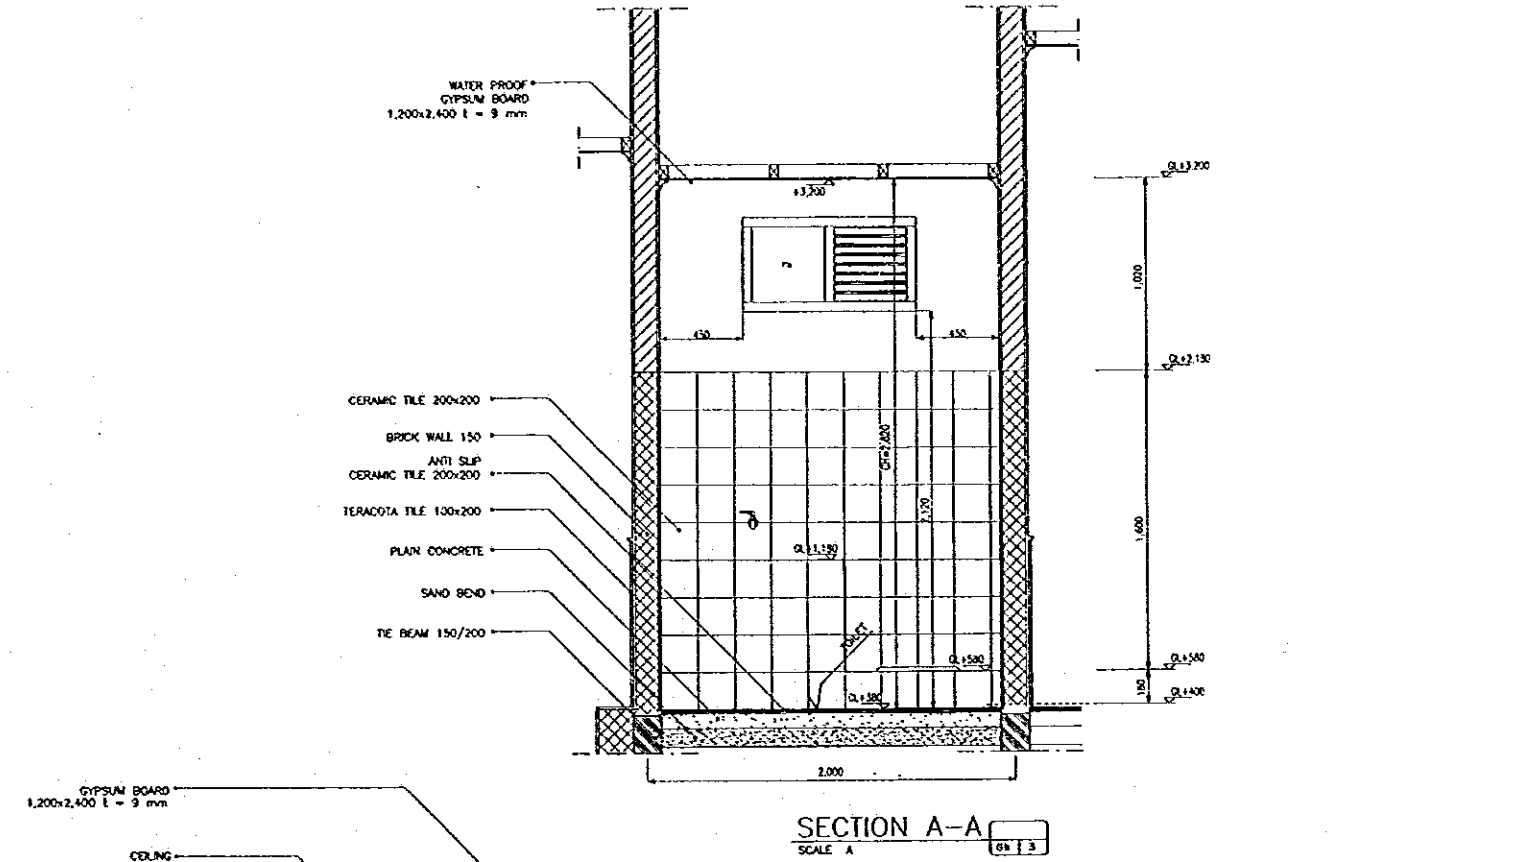 WATER PROOF
GYPSUM BOARD
1,200x2,400 t = 9 mm
GL+3,200
+3,200
1,020
450
450
GL+2,180
CERAMIC TILE 200x200
BRICK WALL 150
ANTI SLIP
CERAMIC TILE 200x200
TERACOTA TILE 100x200
PLAIN CONCRETE
SAND BEND
TIE BEAM 150/200
CH=2,820
2,120
1,600
GL+1,180
TOILET
GL+580
GL+580
180
GL+380
GL+400
2,000
GYPSUM BOARD
1,200x2,400 t = 9 mm
SECTION A-A
SCALE A
3
CEILING